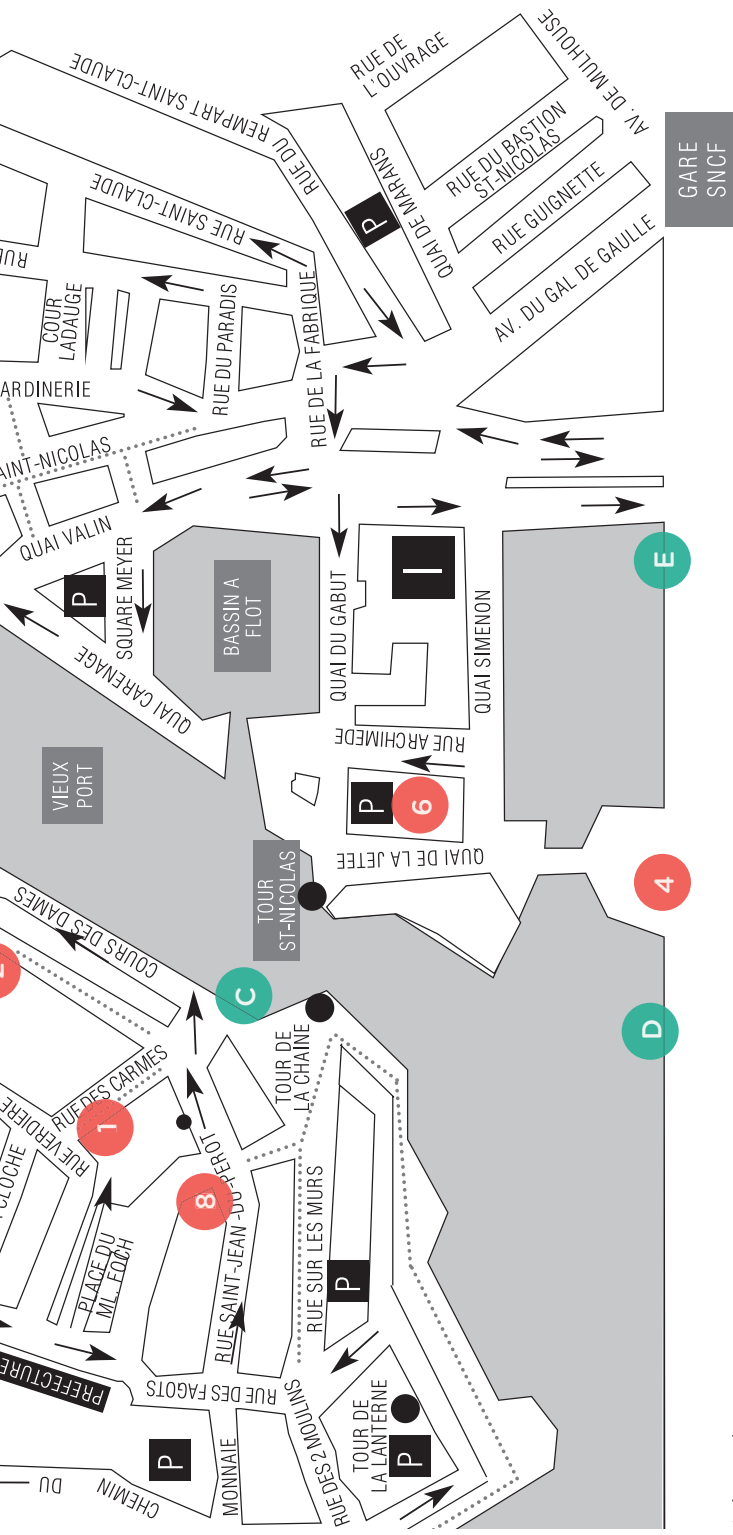 RUE DE
L'OUVRAGE
AV. DE MULHOUSE
RUE DU REMPART SAINT-CLAUDE
GARE
SNCF
RUE DU BASTION
ST-NICOLAS
QUAI DE MARANS
P
RUE SAINT-CLAUDE
RUE GUIGNETTE
AV. DU GAL DE GAULLE
RUE
COUR
LADAUGE
RUE DU PARADIS
RUE DE LA FABRIQUE
ARDINERIE
AINT-NICOLAS
QUAI VALIN
SQUARE MEYER
P
BASSIN A
FLOT
QUAI DU GABUT
I
E
QUAI CARENAGE
QUAI SIMENON
RUE ARCHIMEDE
VIEUX
PORT
P
6
QUAI DE LA JETEE
TOUR
ST-NICOLAS
4
COURS DES DAMES
2
C
D
TOUR DE
LA CHAINE
RUE DES CARMES
RUE VERDIERE
1
CLOCHE
8
RUE SAINT-JEAN-DU-PEROT
PLACE DU
ML. FOCH
RUE SUR LES MURS
P
PREFECTURE
RUE DES FAGOTS
RUE DES 2 MOULINS
TOUR DE
LA LANTERNE
P
P
MONNAIE
CHEMIN DU